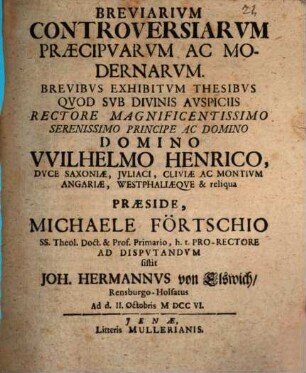 BREVIARIVM
CONTROVERSIARVM
PRÆCIPVARVM AC MO-
DERNARVM.
BREVIBVS EXHIBITVM THESIBVS
QVOD SVB DIVINIS AVSPICIIS
RECTORE MAGNIFICENTISSIMO
SERENISSIMO PRINCIPE AC DOMINO
DOMINO
VVILHELMO HENRICO,
DVCE SAXONIÆ, JVLIACI, CLIVIÆ AC MONTIVM
ANGARIÆ, WESTPHALIÆQVE & reliqua
PRÆSIDE,
MICHAELE FÖRTSCHIO
SS. Theol. Doct. & Prof. Primario, h. t. PRO-RECTORE
AD DISPVTANDVM
sistit
JOH. HERMANNVS von Elswich/
Rensburgo-Holsatus
Ad d. II. Octobris M DCC VI.
JENÆ,
Litteris MULLERIANIS.